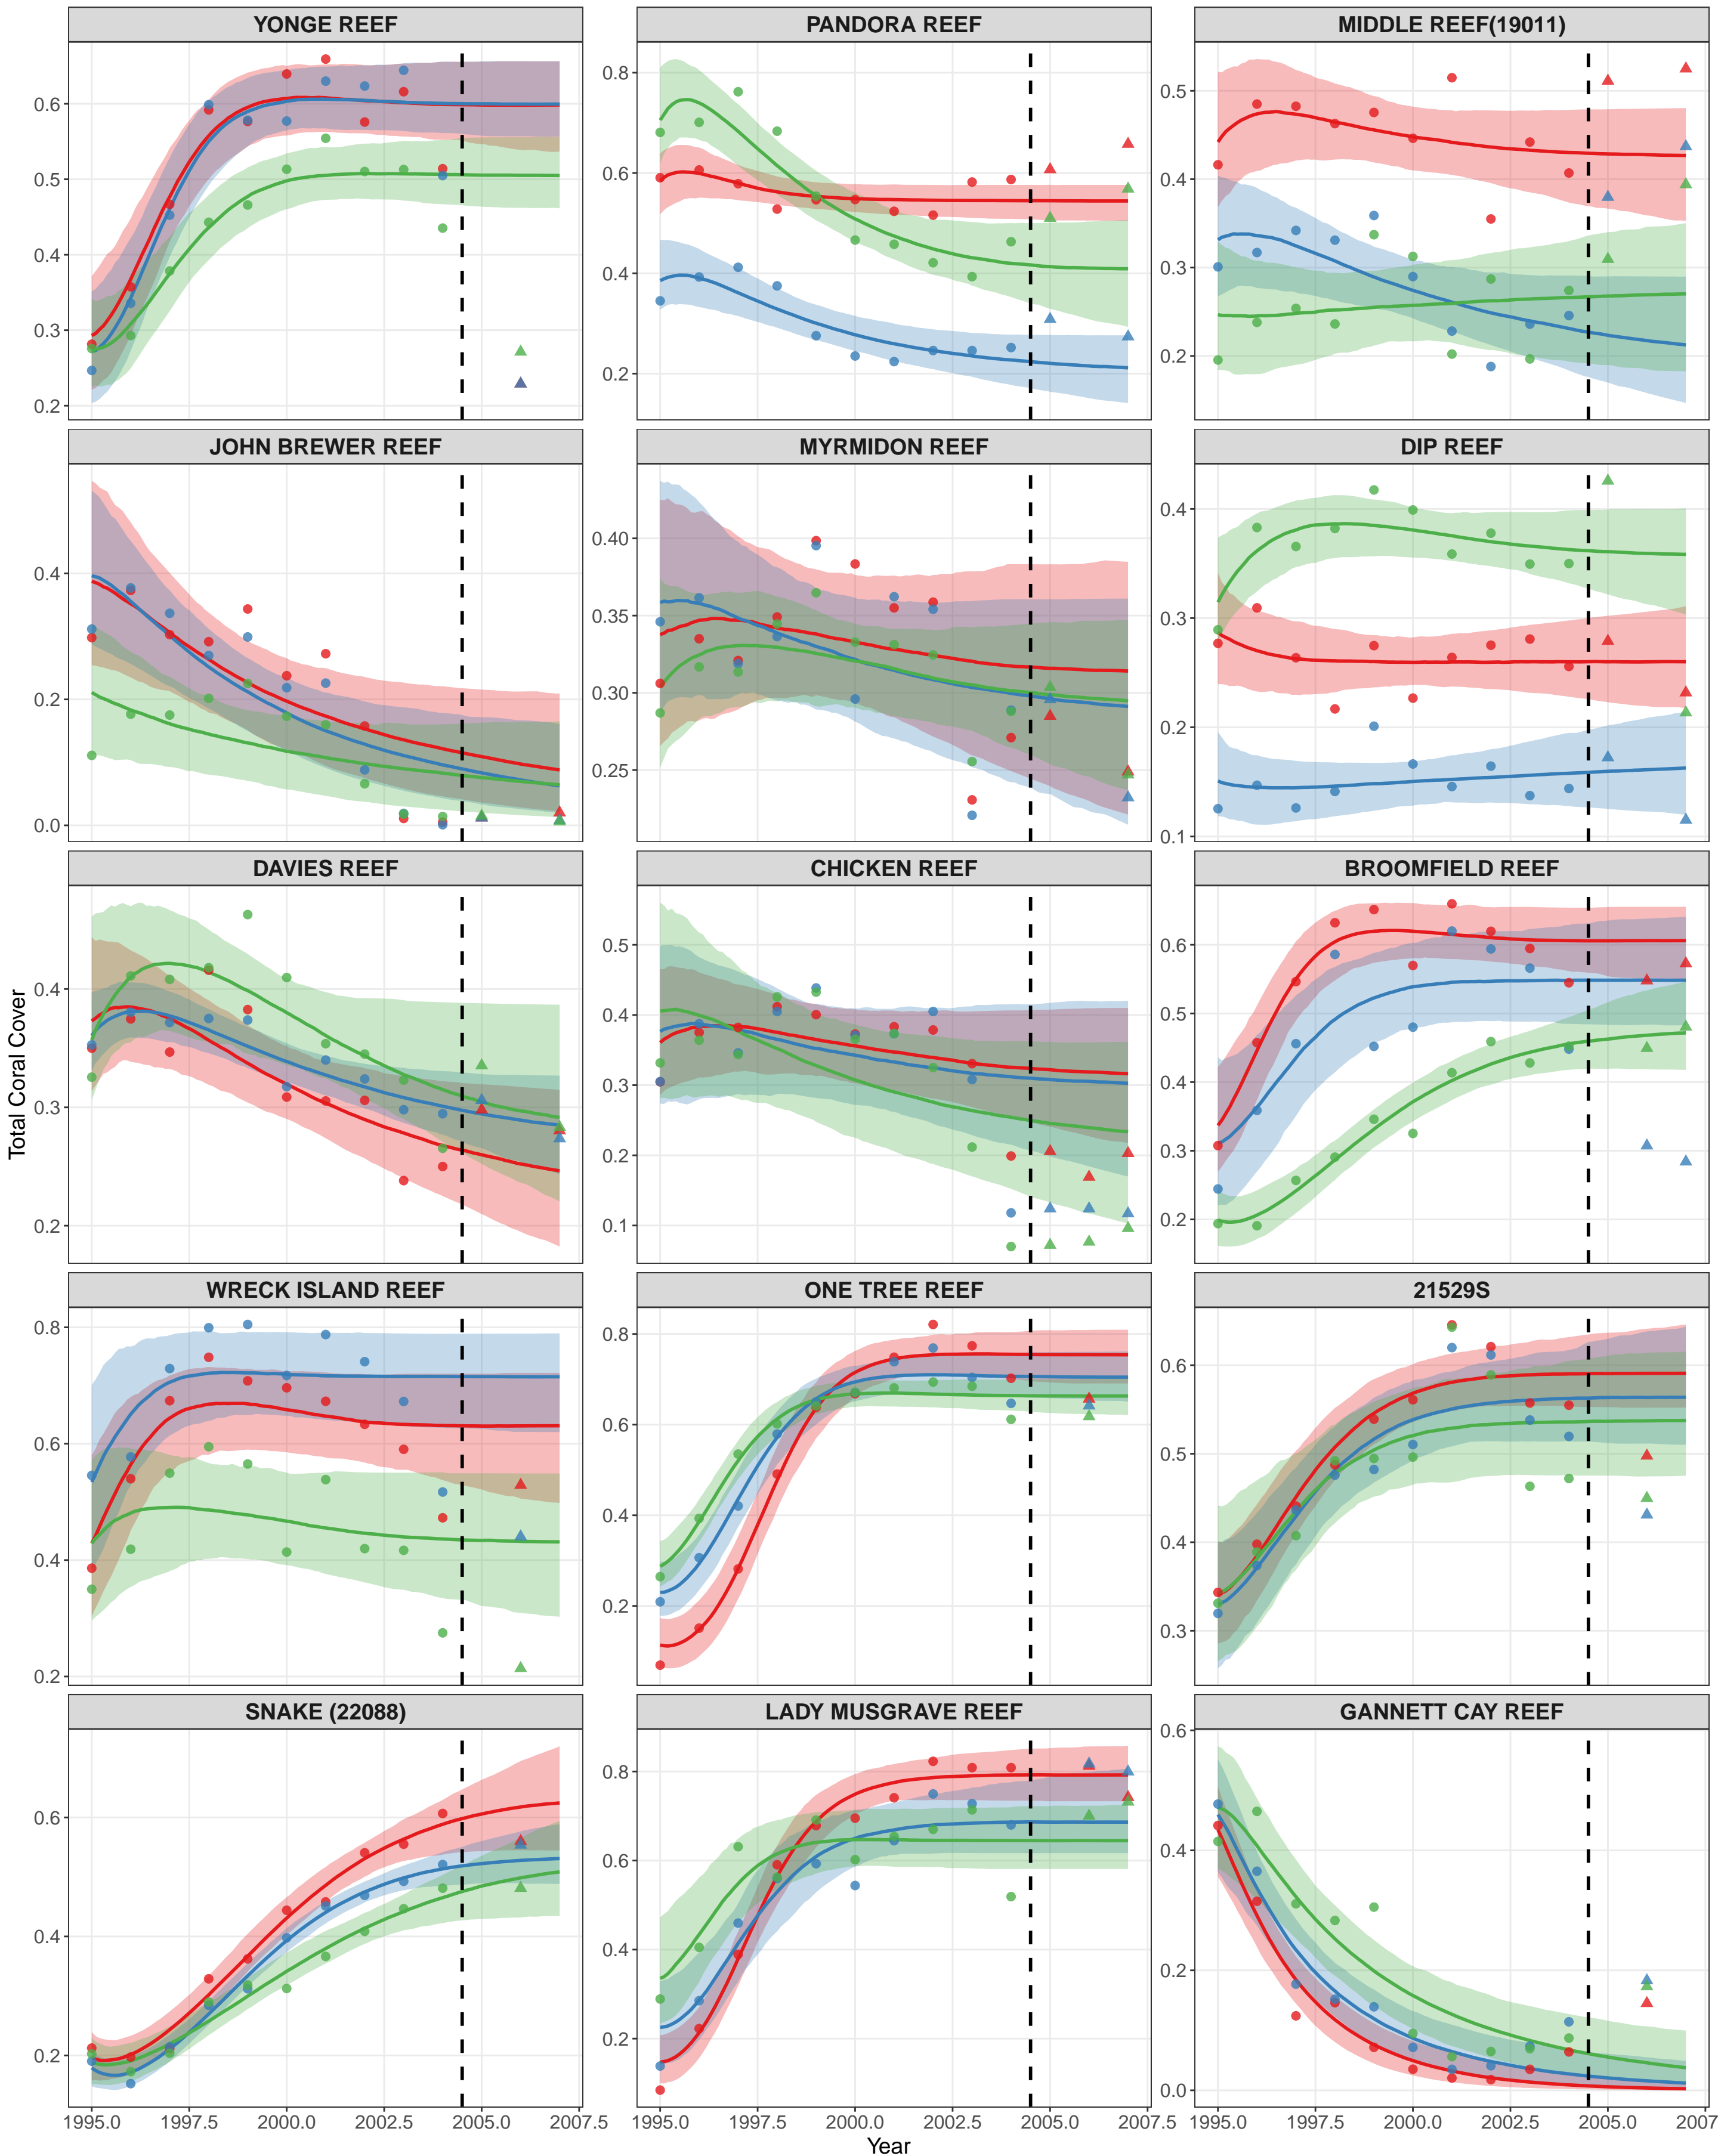 YONGE REEF PANDORA REEF MIDDLE REEF(19011)
0.6 0.5 0.4 0.3 0.2
0.8 0.6 0.4 0.2
0.5 0.4 0.3 0.2
JOHN BREWER REEF MYRMIDON REEF DIP REEF
0.4 0.2 0.0
0.40 0.35 0.30 0.25
0.4 0.3 0.2 0.1
DAVIES REEF CHICKEN REEF BROOMFIELD REEF
0.4 0.3 0.2
0.5 0.4 0.3 0.2 0.1
0.6 0.5 0.4 0.3 0.2
Total Coral Cover
WRECK ISLAND REEF ONE TREE REEF 21529S
0.8 0.6 0.4 0.2
0.8 0.6 0.4 0.2
0.6 0.5 0.4 0.3
SNAKE (22088) LADY MUSGRAVE REEF GANNETT CAY REEF
0.6 0.4 0.2
0.8 0.6 0.4 0.2
0.6 0.4 0.2 0.0
1995.0 1997.5 2000.0 2002.5 2005.0 2007.5 1995.0 1997.5 2000.0 2002.5 2005.0 2007.5 1995.0 1997.5 2000.0 2002.5 2005.0 2007
Year